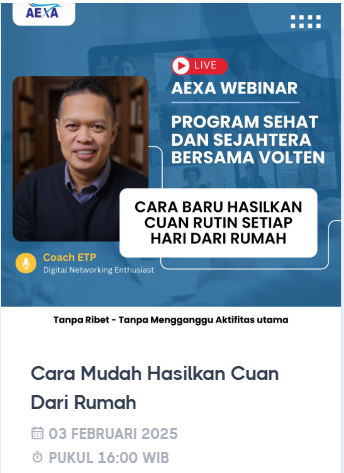 AEXA
LIVE
AEXA WEBINAR
PROGRAM SEHAT
DAN SEJAHTERA
BERSAMA VOLTEN
CARA BARU HASILKAN
CUAN RUTIN SETIAP
HARI DARI RUMAH
Coach ETP
Digital Networking Enthusiast
Tanpa Ribet - Tanpa Mengganggu Aktifitas utama
Cara Mudah Hasilkan Cuan
Dari Rumah
03 FEBRUARI 2025
PUKUL 16:00 WIB